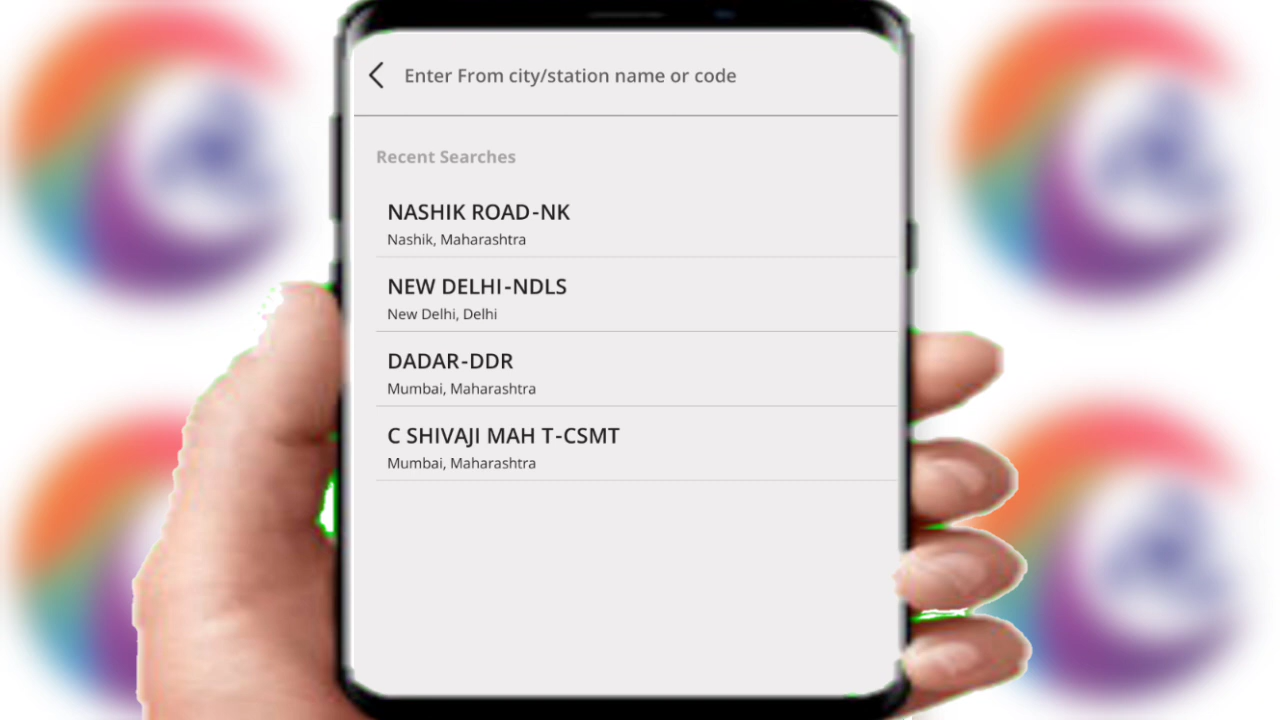 Enter From city/station name or code
Recent Searches
NASHIK ROAD-NK
Nashik, Maharashtra
NEW DELHI-NDLS
New Delhi, Delhi
DADAR-DDR
Mumbai, Maharashtra
C SHIVAJI MAH T-CSMT
Mumbai, Maharashtra